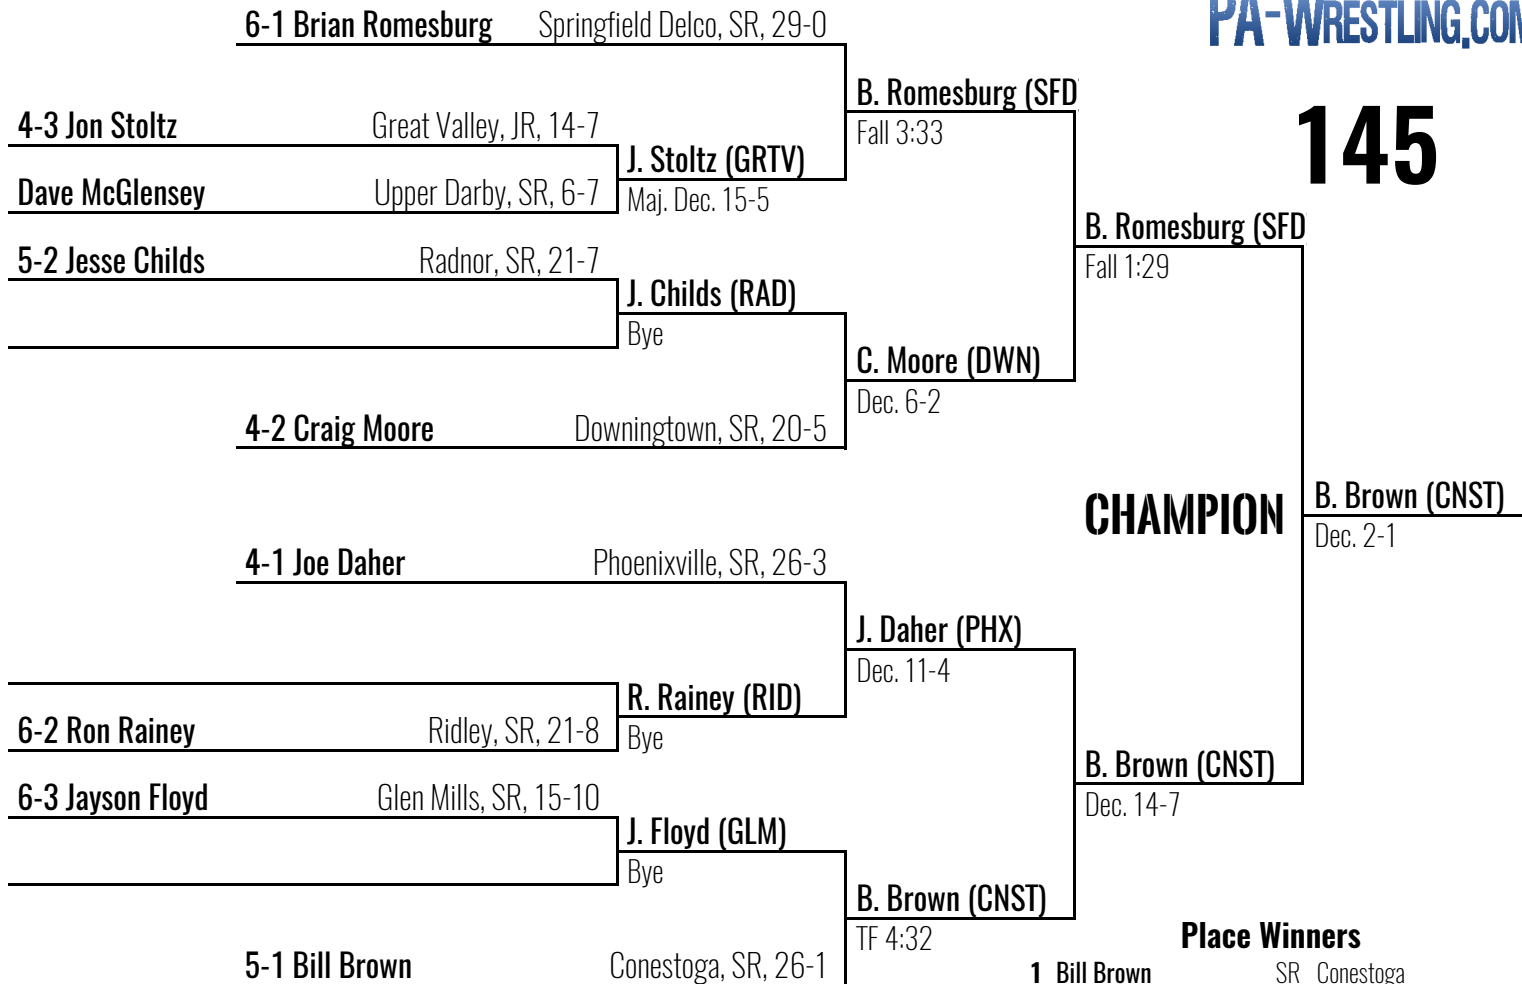 6-1 Brian Romesburg Springfield Delco, SR, 29-0
PA-WRESTLING.COM
B. Romesburg (SFD
Fall 3:33
145
4-3 Jon Stoltz Great Valley, JR, 14-7
J. Stoltz (GRTV)
Maj. Dec. 15-5
Dave McGlensey Upper Darby, SR, 6-7
B. Romesburg (SFD
Fall 1:29
5-2 Jesse Childs Radnor, SR, 21-7
J. Childs (RAD)
Bye
C. Moore (DWN)
Dec. 6-2
4-2 Craig Moore Downingtown, SR, 20-5
CHAMPION
B. Brown (CNST)
Dec. 2-1
4-1 Joe Daher Phoenixville, SR, 26-3
J. Daher (PHX)
Dec. 11-4
R. Rainey (RID)
Bye
6-2 Ron Rainey Ridley, SR, 21-8
B. Brown (CNST)
Dec. 14-7
6-3 Jayson Floyd Glen Mills, SR, 15-10
J. Floyd (GLM)
Bye
B. Brown (CNST)
TF 4:32
5-1 Bill Brown Conestoga, SR, 26-1
Place Winners
1 Bill Brown SR Conestoga